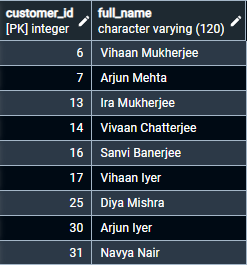 customer_id full_name
[PK] integer character varying (120)
6 Vihaan Mukherjee
7 Arjun Mehta
13 Ira Mukherjee
14 Vivaan Chatterjee
16 Sanvi Banerjee
17 Vihaan Iyer
25 Diya Mishra
30 Arjun Iyer
31 Navya Nair